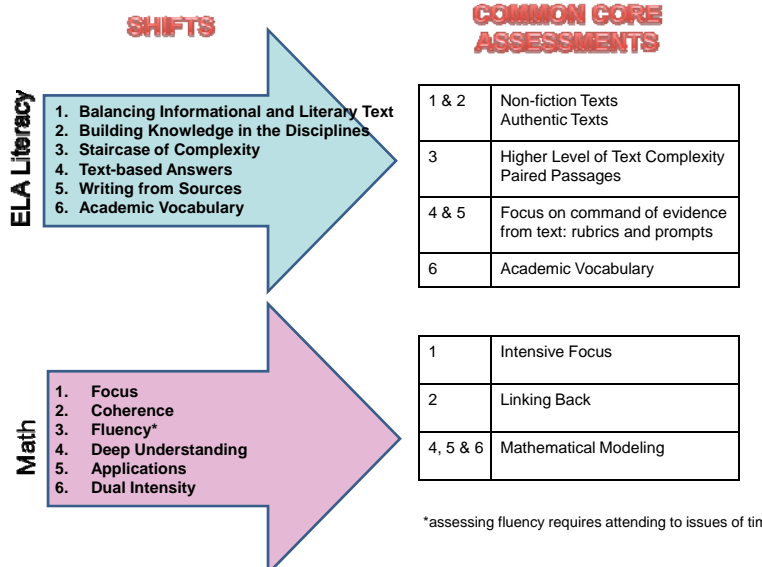 SHIFTS
COMMON CORE
ASSESSMENTS
ELA Literacy
1. Balancing Informational and Literary Text
2. Building Knowledge in the Disciplines
3. Staircase of Complexity
4. Text-based Answers
5. Writing from Sources
6. Academic Vocabulary
1 & 2 Non-fiction Texts
Authentic Texts
3 Higher Level of Text Complexity
Paired Passages
4 & 5 Focus on command of evidence
from text: rubrics and prompts
6 Academic Vocabulary
Math
1. Focus
2. Coherence
3. Fluency*
4. Deep Understanding
5. Applications
6. Dual Intensity
1 Intensive Focus
2 Linking Back
4, 5 & 6 Mathematical Modeling
*assessing fluency requires attending to issues of